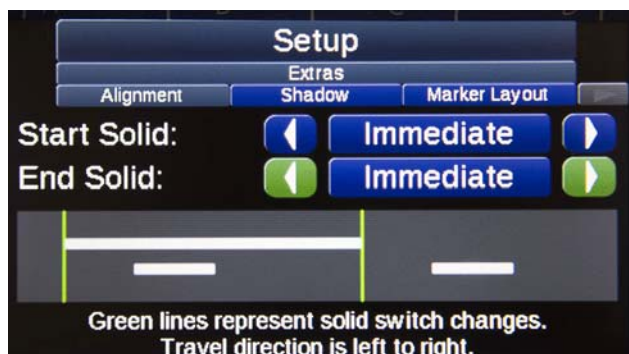 Setup
Extras
Alignment Shadow Marker Layout
Start Solid: Immediate
End Solid: Immediate
Green lines represent solid switch changes.
Travel direction is left to right.